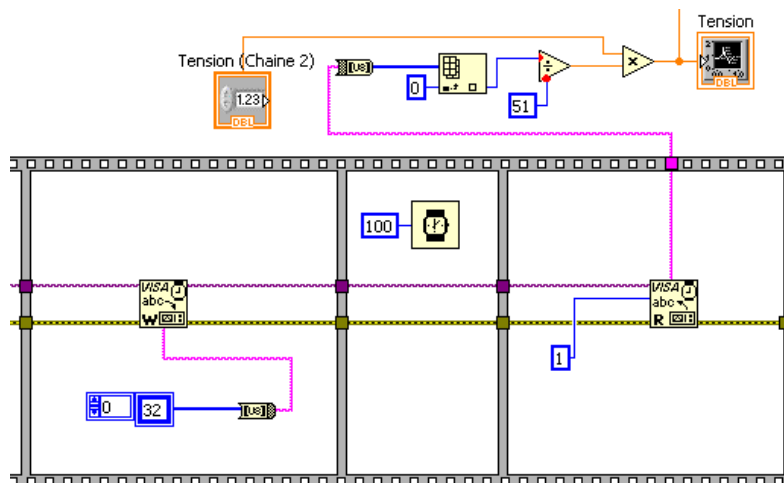 Tension
Tension (Chaine 2)
[U8]
1.23
DBL
0
÷
×
51
DBL
100
VISA
abc
W
VISA
abc
R
1
0
32
[U8]